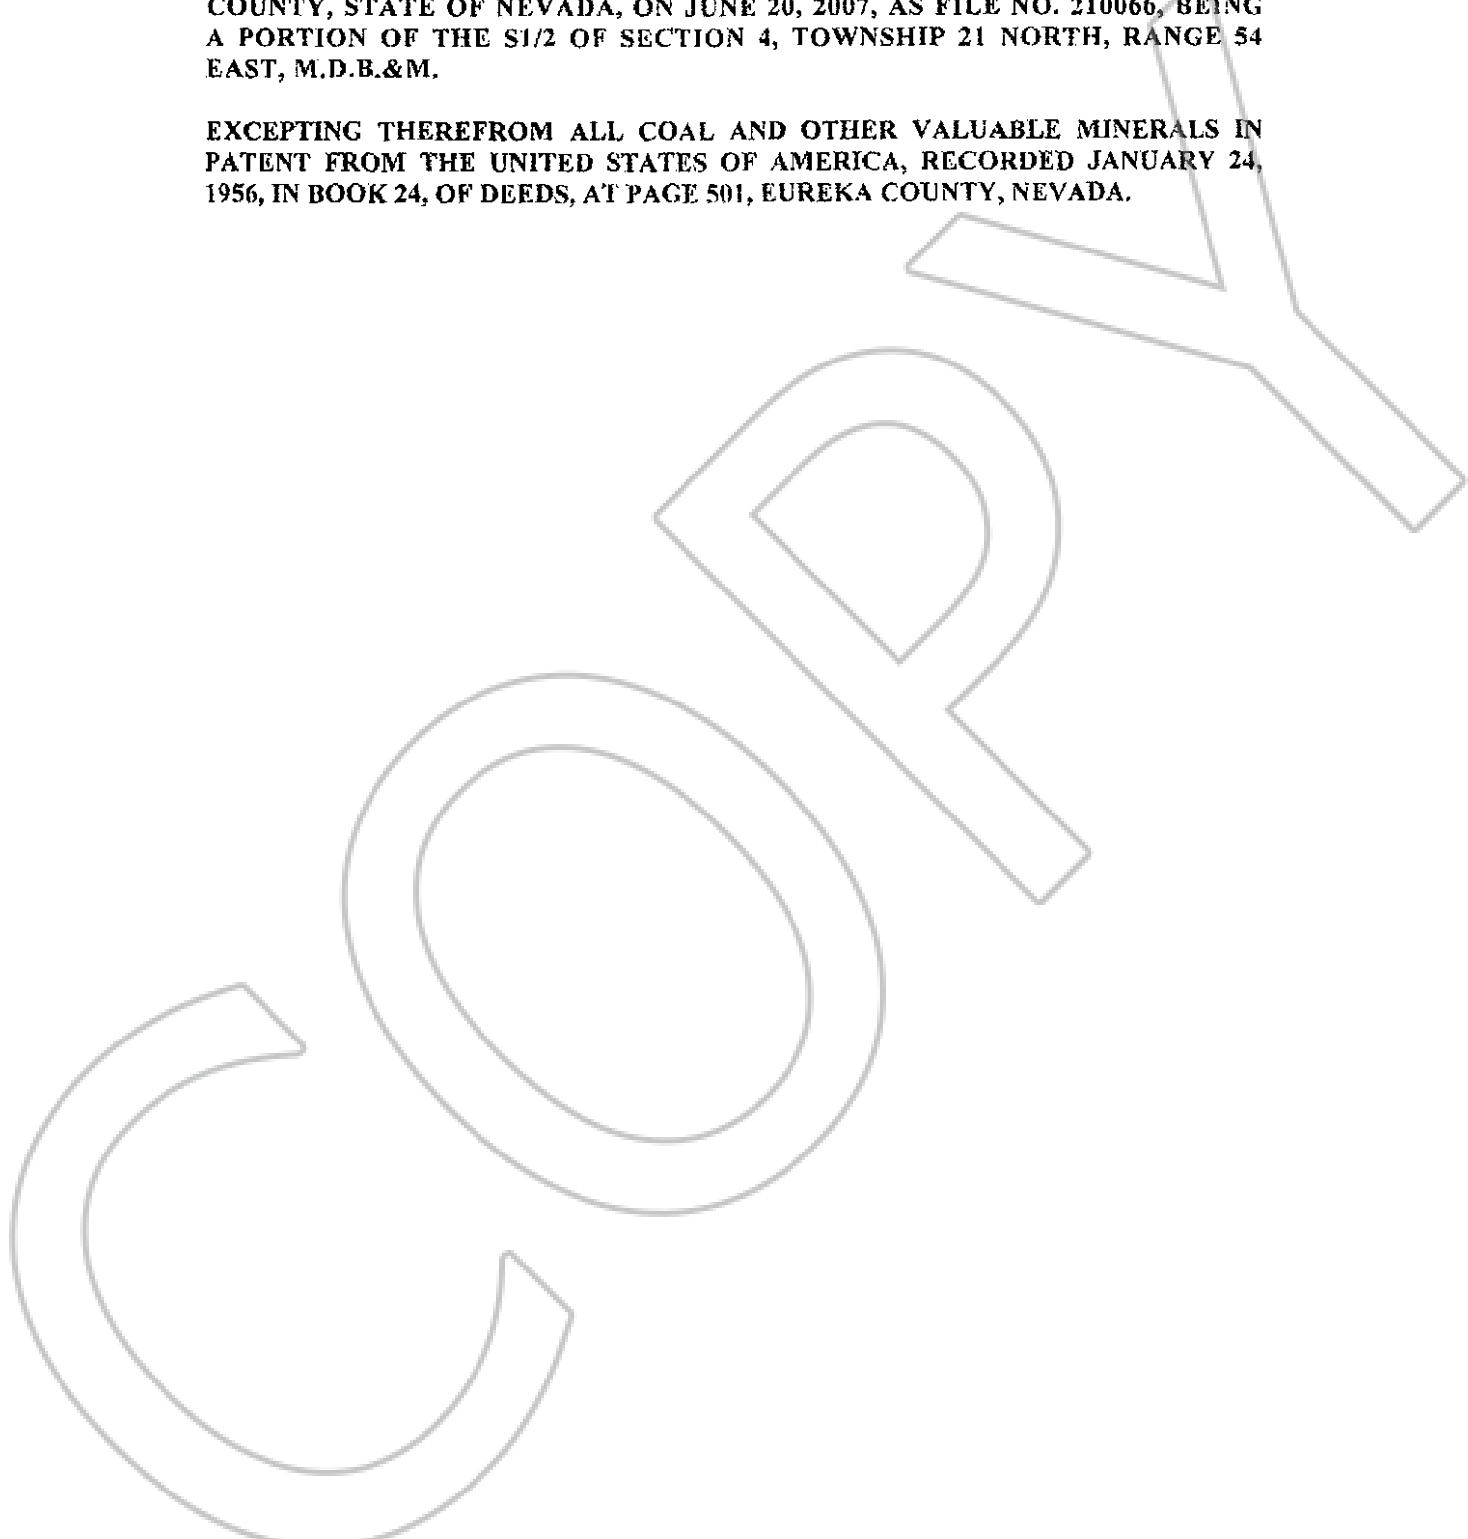 COUNTY, STATE OF NEVADA, ON JUNE 20, 2007, AS FILE NO. 210066, BEING
A PORTION OF THE S1/2 OF SECTION 4, TOWNSHIP 21 NORTH, RANGE 54
EAST, M.D.B.&M.
EXCEPTING THEREFROM ALL COAL AND OTHER VALUABLE MINERALS IN
PATENT FROM THE UNITED STATES OF AMERICA, RECORDED JANUARY 24,
1956, IN BOOK 24, OF DEEDS, AT PAGE 501, EUREKA COUNTY, NEVADA.
COPY